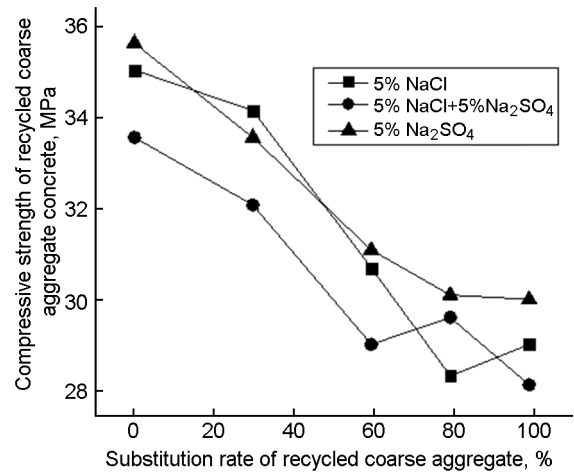 Compressive strength of recycled coarse
aggregate concrete, MPa
36
34
32
30
28
5% NaCl
5% NaCl+5%Na₂SO₄
5% Na₂SO₄
0 20 40 60 80 100
Substitution rate of recycled coarse aggregate, %